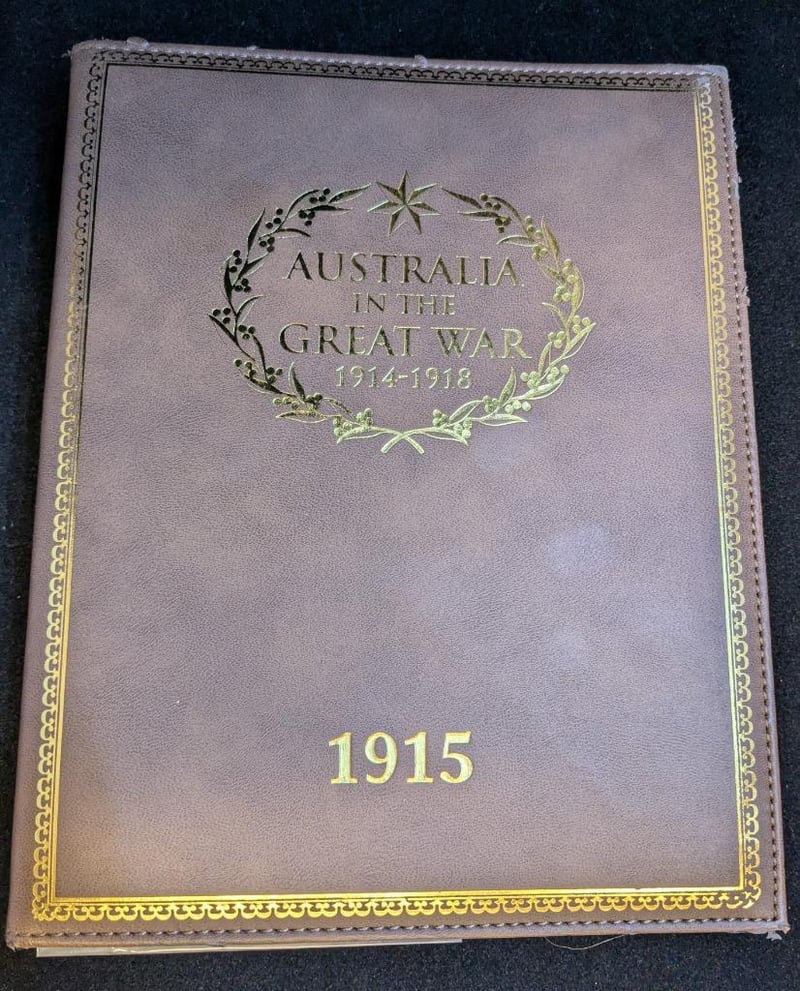 AUSTRALIA
IN THE
GREAT WAR
1914-1918
1915